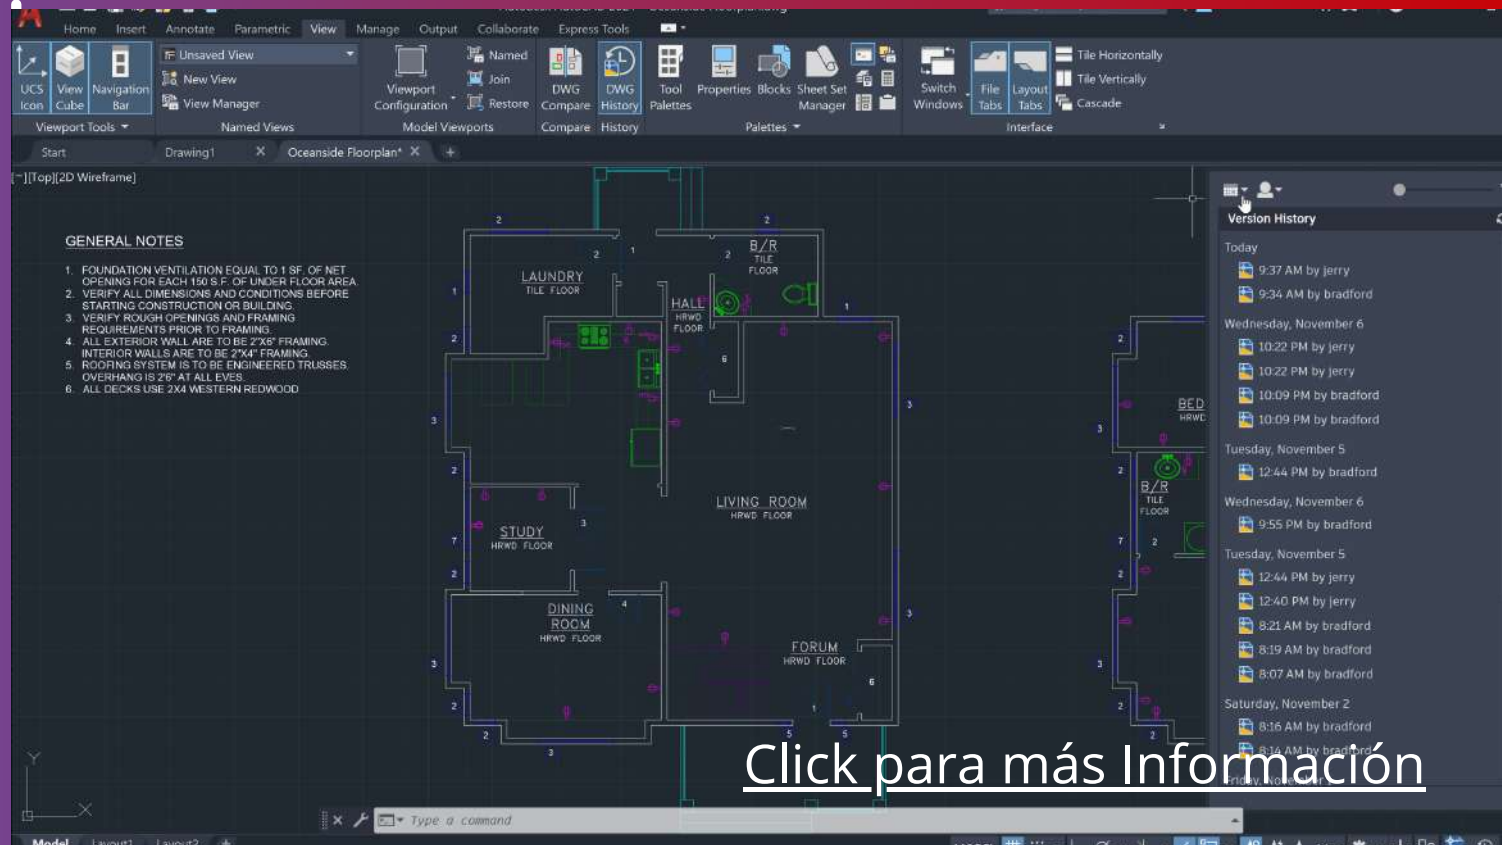 Home Insert Annotate Parametric View Manage Output Collaborate Express Tools
UCS Icon
View Cube
Navigation Bar
Unsaved View
New View
View Manager
Viewport Configuration
Named
Join
Restore
DWG Compare
DWG History
Tool Palettes
Properties
Blocks
Sheet Set Manager
Switch Windows
File Tabs
Layout Tabs
Tile Horizontally
Tile Vertically
Cascade
Viewport Tools Named Views Model Viewports Compare History Palettes Interface
Start Drawing1 Oceanside Floorplan*
[−][Top][2D Wireframe]
GENERAL NOTES
1. FOUNDATION VENTILATION EQUAL TO 1 SF. OF NET
OPENING FOR EACH 150 S.F. OF UNDER FLOOR AREA.
2. VERIFY ALL DIMENSIONS AND CONDITIONS BEFORE
STARTING CONSTRUCTION OR BUILDING.
3. VERIFY ROUGH OPENINGS AND FRAMING
REQUIREMENTS PRIOR TO FRAMING.
4. ALL EXTERIOR WALL ARE TO BE 2"X6" FRAMING.
INTERIOR WALLS ARE TO BE 2"X4" FRAMING.
5. ROOFING SYSTEM IS TO BE ENGINEERED TRUSSES.
OVERHANG IS 2'6" AT ALL EVES.
6. ALL DECKS USE 2X4 WESTERN REDWOOD
LAUNDRY
TILE FLOOR
B/R
TILE
FLOOR
HALL
HRWD
FLOOR
LIVING ROOM
HRWD FLOOR
STUDY
HRWD FLOOR
DINING
ROOM
HRWD FLOOR
FORUM
HRWD FLOOR
BED
HRWD
B/R
TILE
FLOOR
Version History
Today
9:37 AM by jerry
9:34 AM by bradford
Wednesday, November 6
10:22 PM by jerry
10:22 PM by jerry
10:09 PM by bradford
10:09 PM by bradford
Tuesday, November 5
12:44 PM by bradford
Wednesday, November 6
9:55 PM by bradford
Tuesday, November 5
12:44 PM by jerry
12:40 PM by jerry
8:21 AM by bradford
8:19 AM by bradford
8:07 AM by bradford
Saturday, November 2
8:16 AM by bradford
8:14 AM by bradford
Click para más Información
Y
X
Type a command
Model Layout1 Layout2